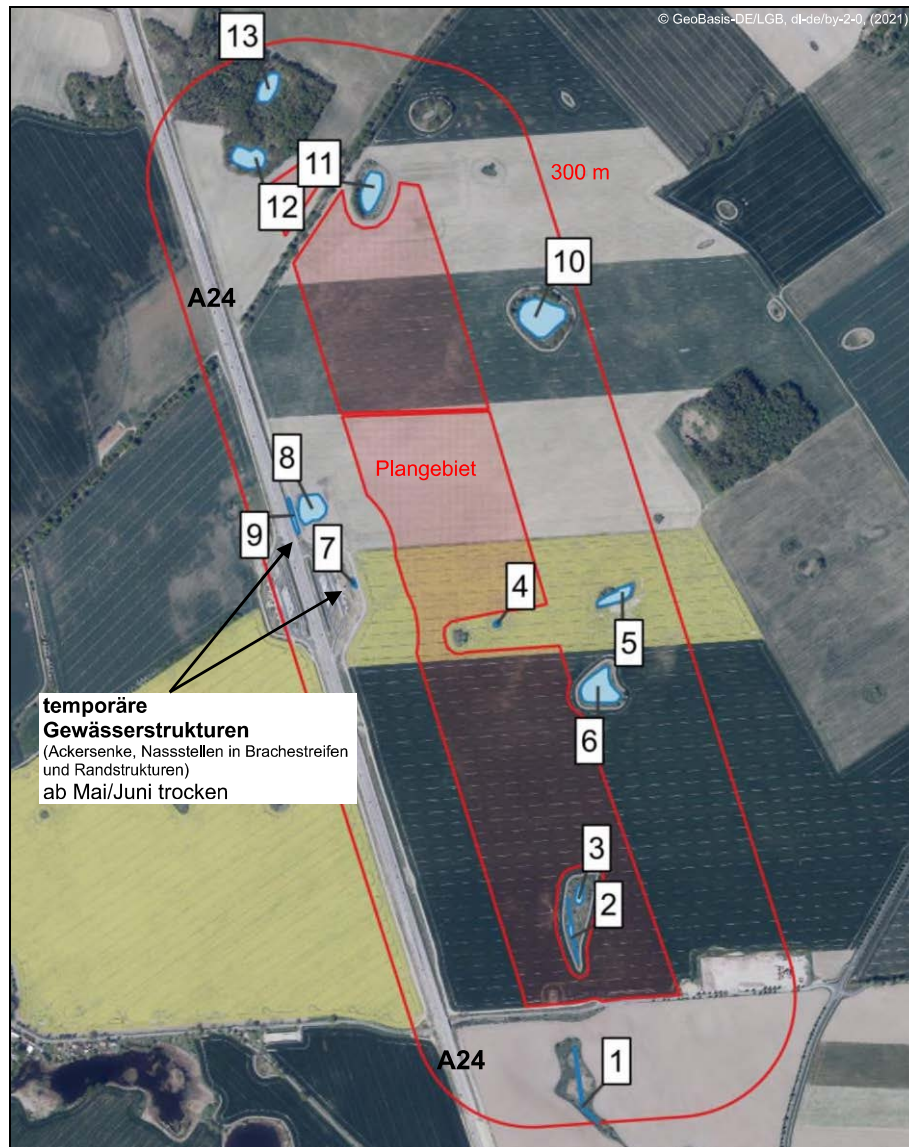 © GeoBasis-DE/LGB, dl-de/by-2-0, (2021)
13
11
300 m
12
10
A24
Plangebiet
8
9
7
4
5
temporäre
Gewässerstrukturen
(Ackersenke, Nassstellen in Brachestreifen
und Randstrukturen)
ab Mai/Juni trocken
6
3
2
A24
1